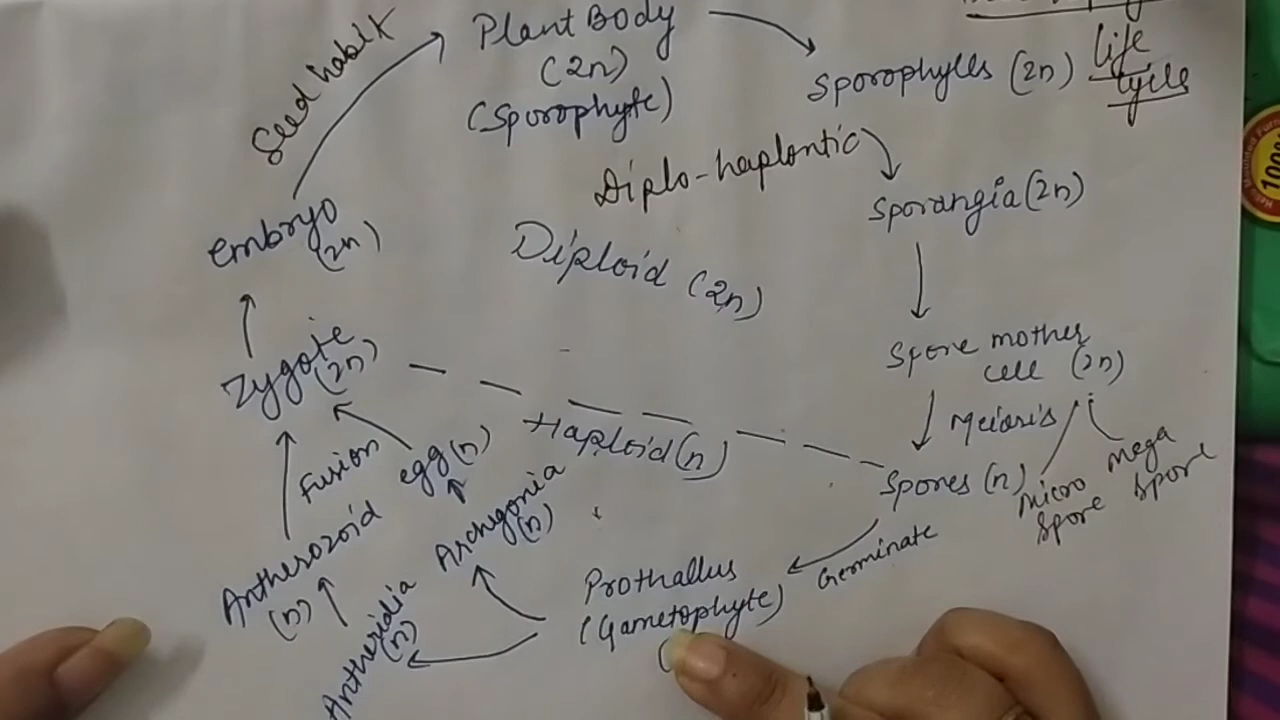 Plant Body
(2n)
(Sporophyte)
Sporophylls (2n)
Life
Cycle
Seed habit
Diplo-haplontic
Sporangia (2n)
embryo
(2n)
Diploid (2n)
Spore mother
cell (2n)
Zygote
(2n)
Meiosis
Haploid (n)
Spores (n)
Micro
Spore
Mega
Spore
Fusion
egg (n)
Antherozoid
(n)
Archegonia
(n)
Germinate
Prothallus
(Gametophyte)
Antheridia
(n)
100%